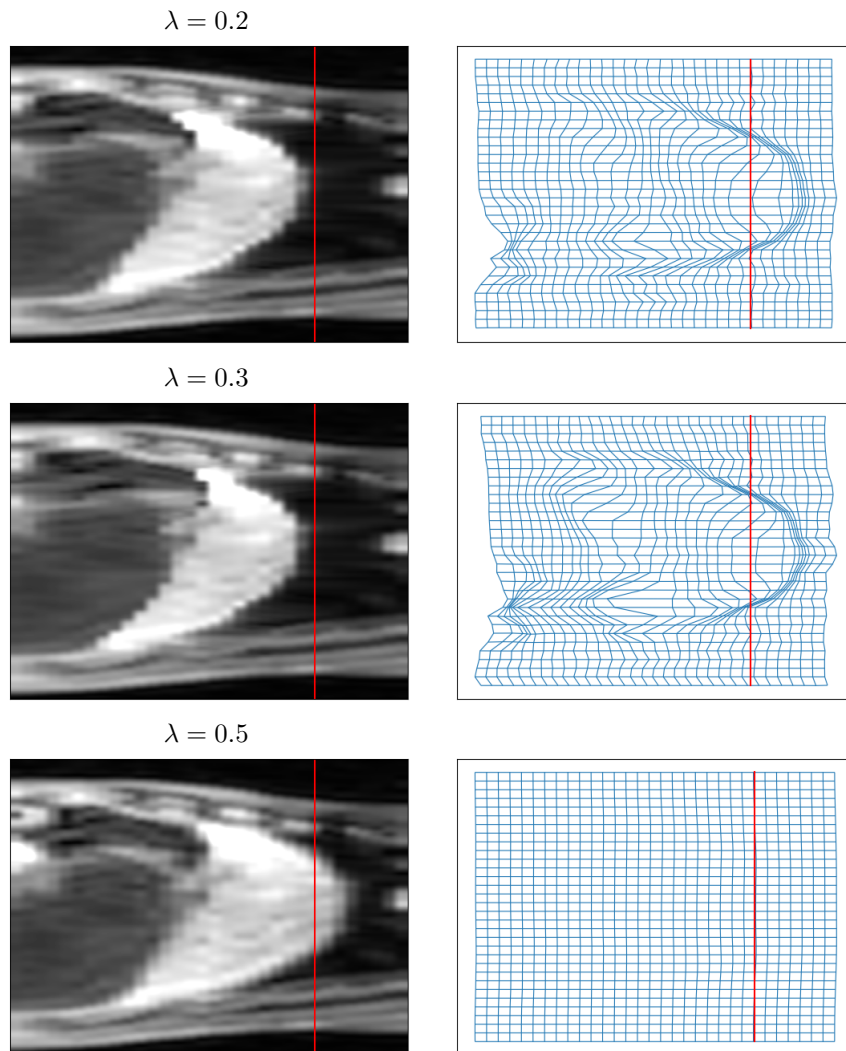 λ = 0.2
λ = 0.3
λ = 0.5